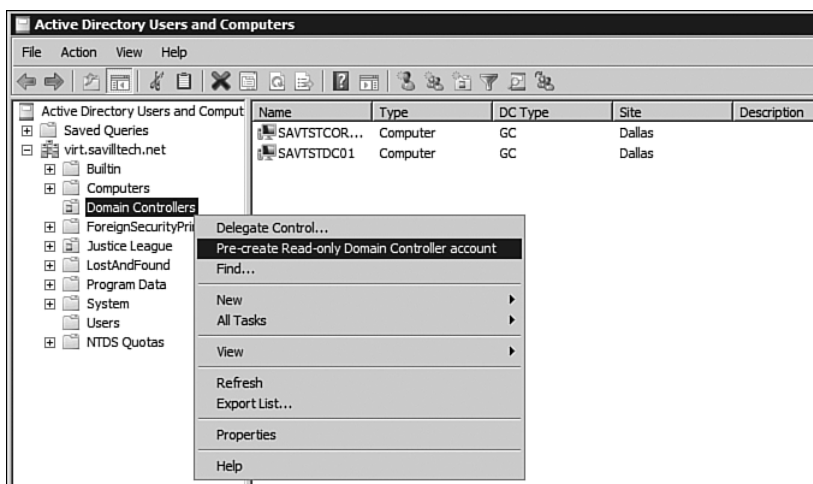 Active Directory Users and Computers
File Action View Help
Active Directory Users and Comput
Saved Queries
virt.savilltech.net
Builtin
Computers
Domain Controllers
ForeignSecurityPri
Justice League
LostAndFound
Program Data
System
Users
NTDS Quotas
Name Type DC Type Site Description
SAVTSTCOR... Computer GC Dallas
SAVTSTDC01 Computer GC Dallas
Delegate Control...
Pre-create Read-only Domain Controller account
Find...
New
All Tasks
View
Refresh
Export List...
Properties
Help